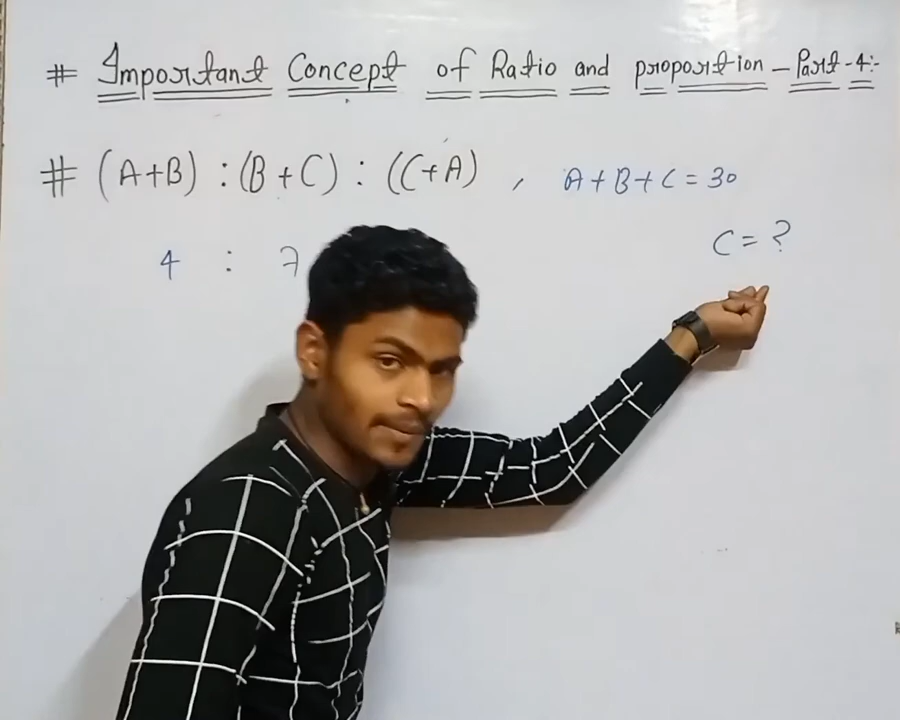 # Important Concept of Ratio and proportion - Part-4:-
# (A+B) : (B+C) : (C+A) , A+B+C=30
C=?
4 : 7